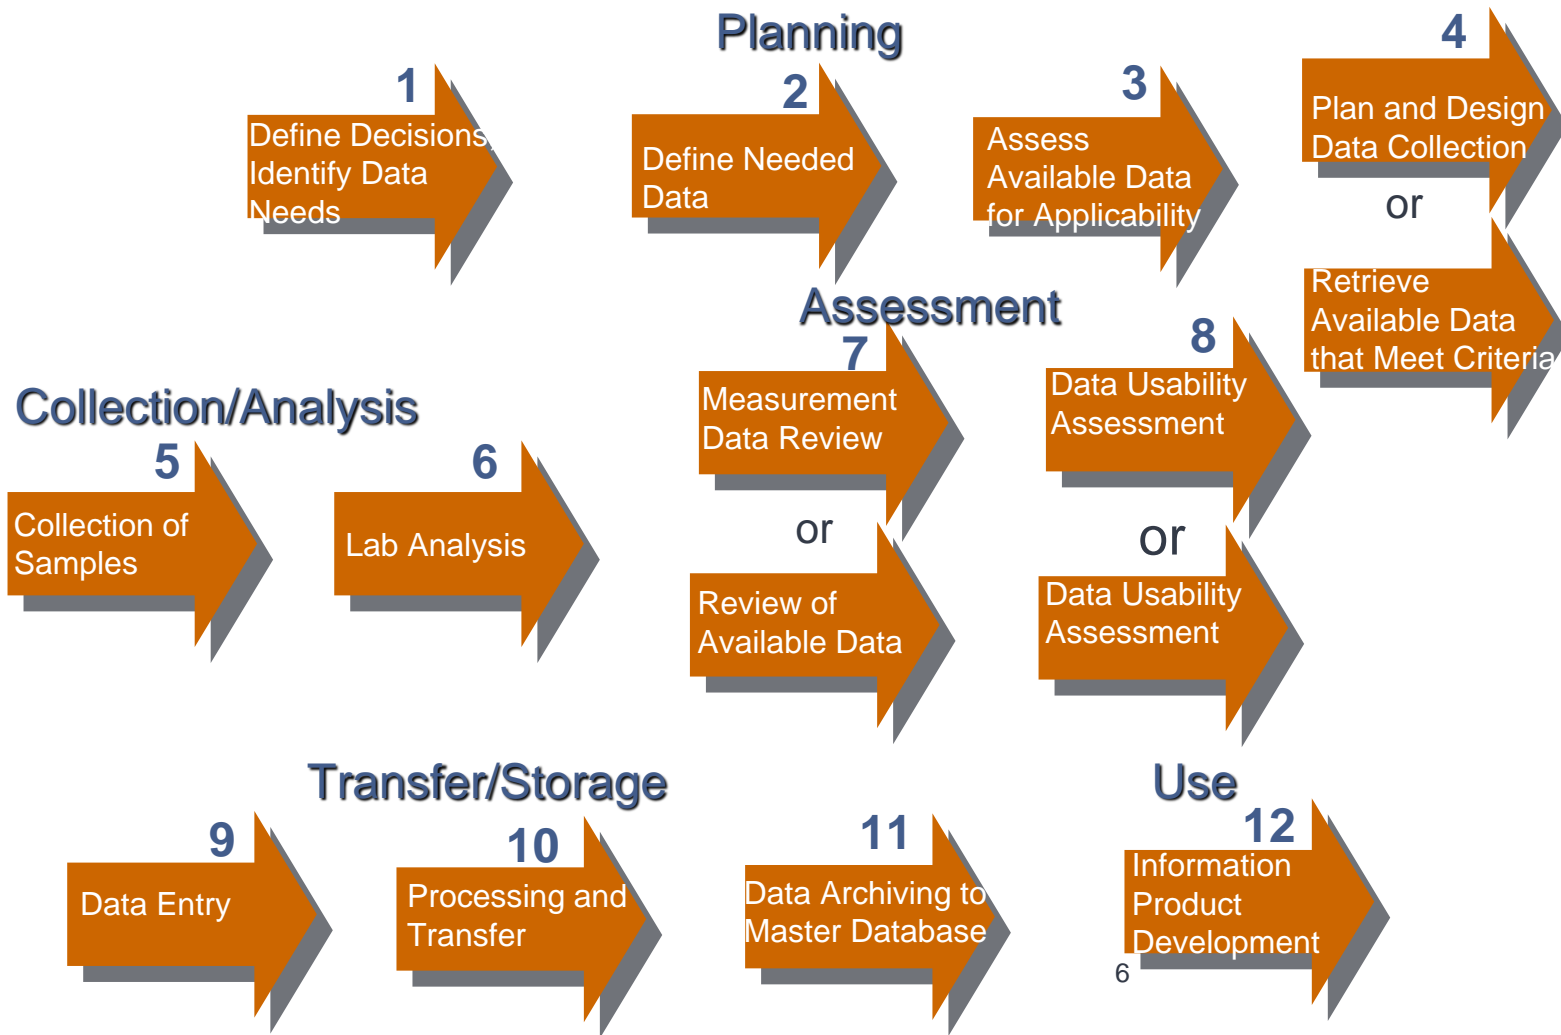 Planning
1
Define Decisions,
Identify Data
Needs
2
Define Needed
Data
3
Assess
Available Data
for Applicability
4
Plan and Design
Data Collection
or
Retrieve
Available Data
that Meet Criteria
Collection/Analysis
5
Collection of
Samples
6
Lab Analysis
Assessment
7
Measurement
Data Review
or
Review of
Available Data
8
Data Usability
Assessment
or
Data Usability
Assessment
Transfer/Storage
9
Data Entry
10
Processing and
Transfer
11
Data Archiving to
Master Database
Use
12
Information
Product
Development
6